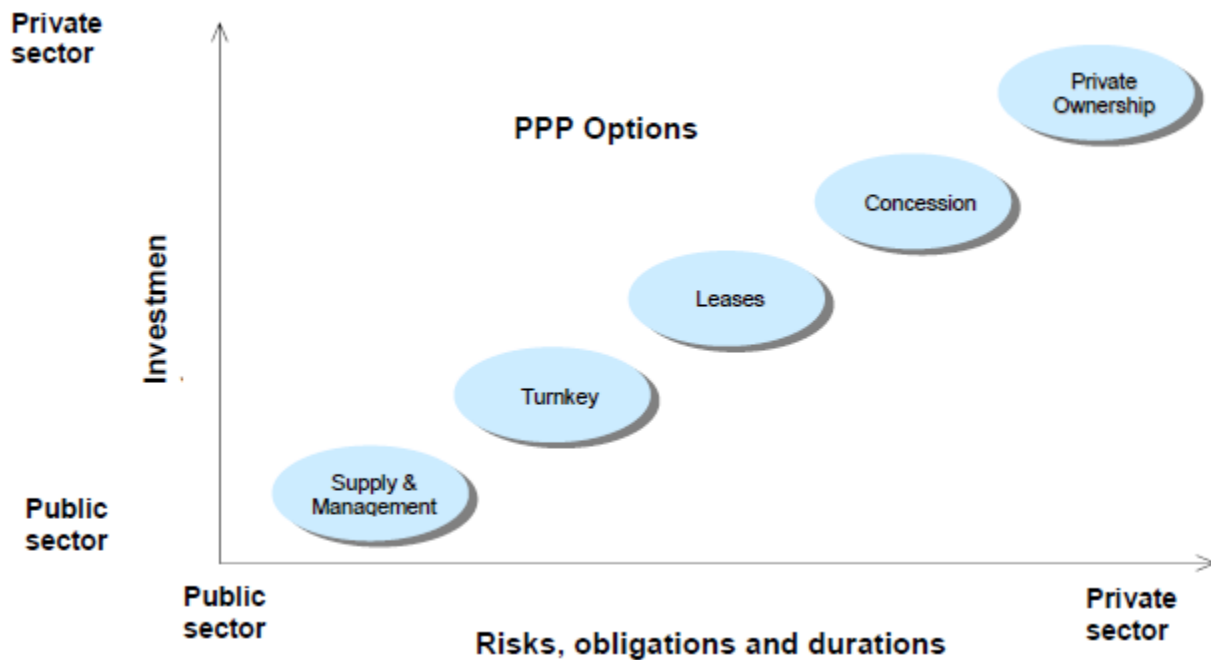 Private
sector
PPP Options
Private
Ownership
Concession
Leases
Turnkey
Supply &
Management
Investmen
Public
sector
Public
sector
Private
sector
Risks, obligations and durations